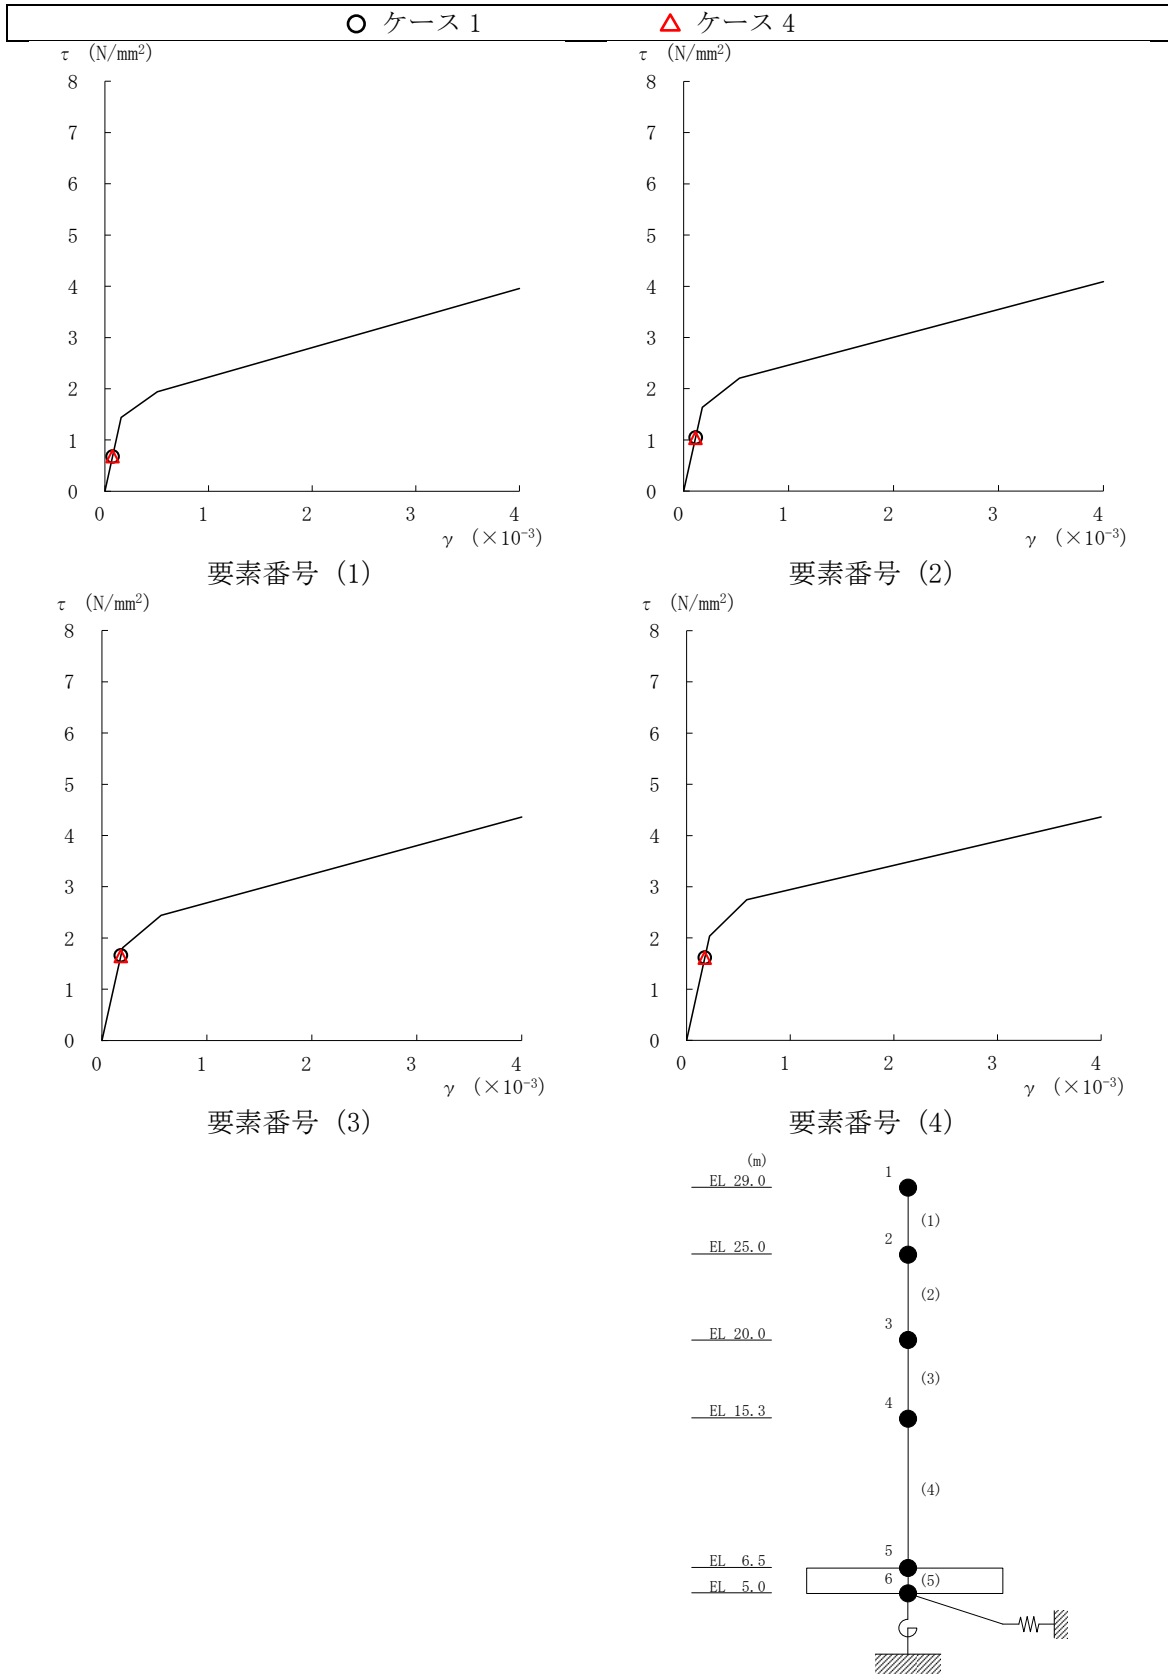 ○ ケース1 △ ケース4
τ (N/mm²) τ (N/mm²)
8 8
7 7
6 6
5 5
4 4
3 3
2 2
1 1
0 0
0 1 2 3 4 0 1 2 3 4
γ (×10⁻³) γ (×10⁻³)
要素番号 (1) 要素番号 (2)
τ (N/mm²) τ (N/mm²)
8 8
7 7
6 6
5 5
4 4
3 3
2 2
1 1
0 0
0 1 2 3 4 0 1 2 3 4
γ (×10⁻³) γ (×10⁻³)
要素番号 (3) 要素番号 (4)
(m)
EL 29.0 1
(1)
EL 25.0 2
(2)
EL 20.0 3
(3)
EL 15.3 4
(4)
EL 6.5 5
(5)
EL 5.0 6